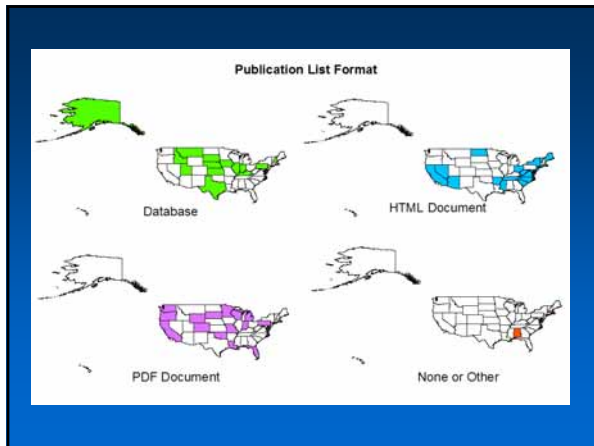 Publication List Format
Database
HTML Document
PDF Document
None or Other